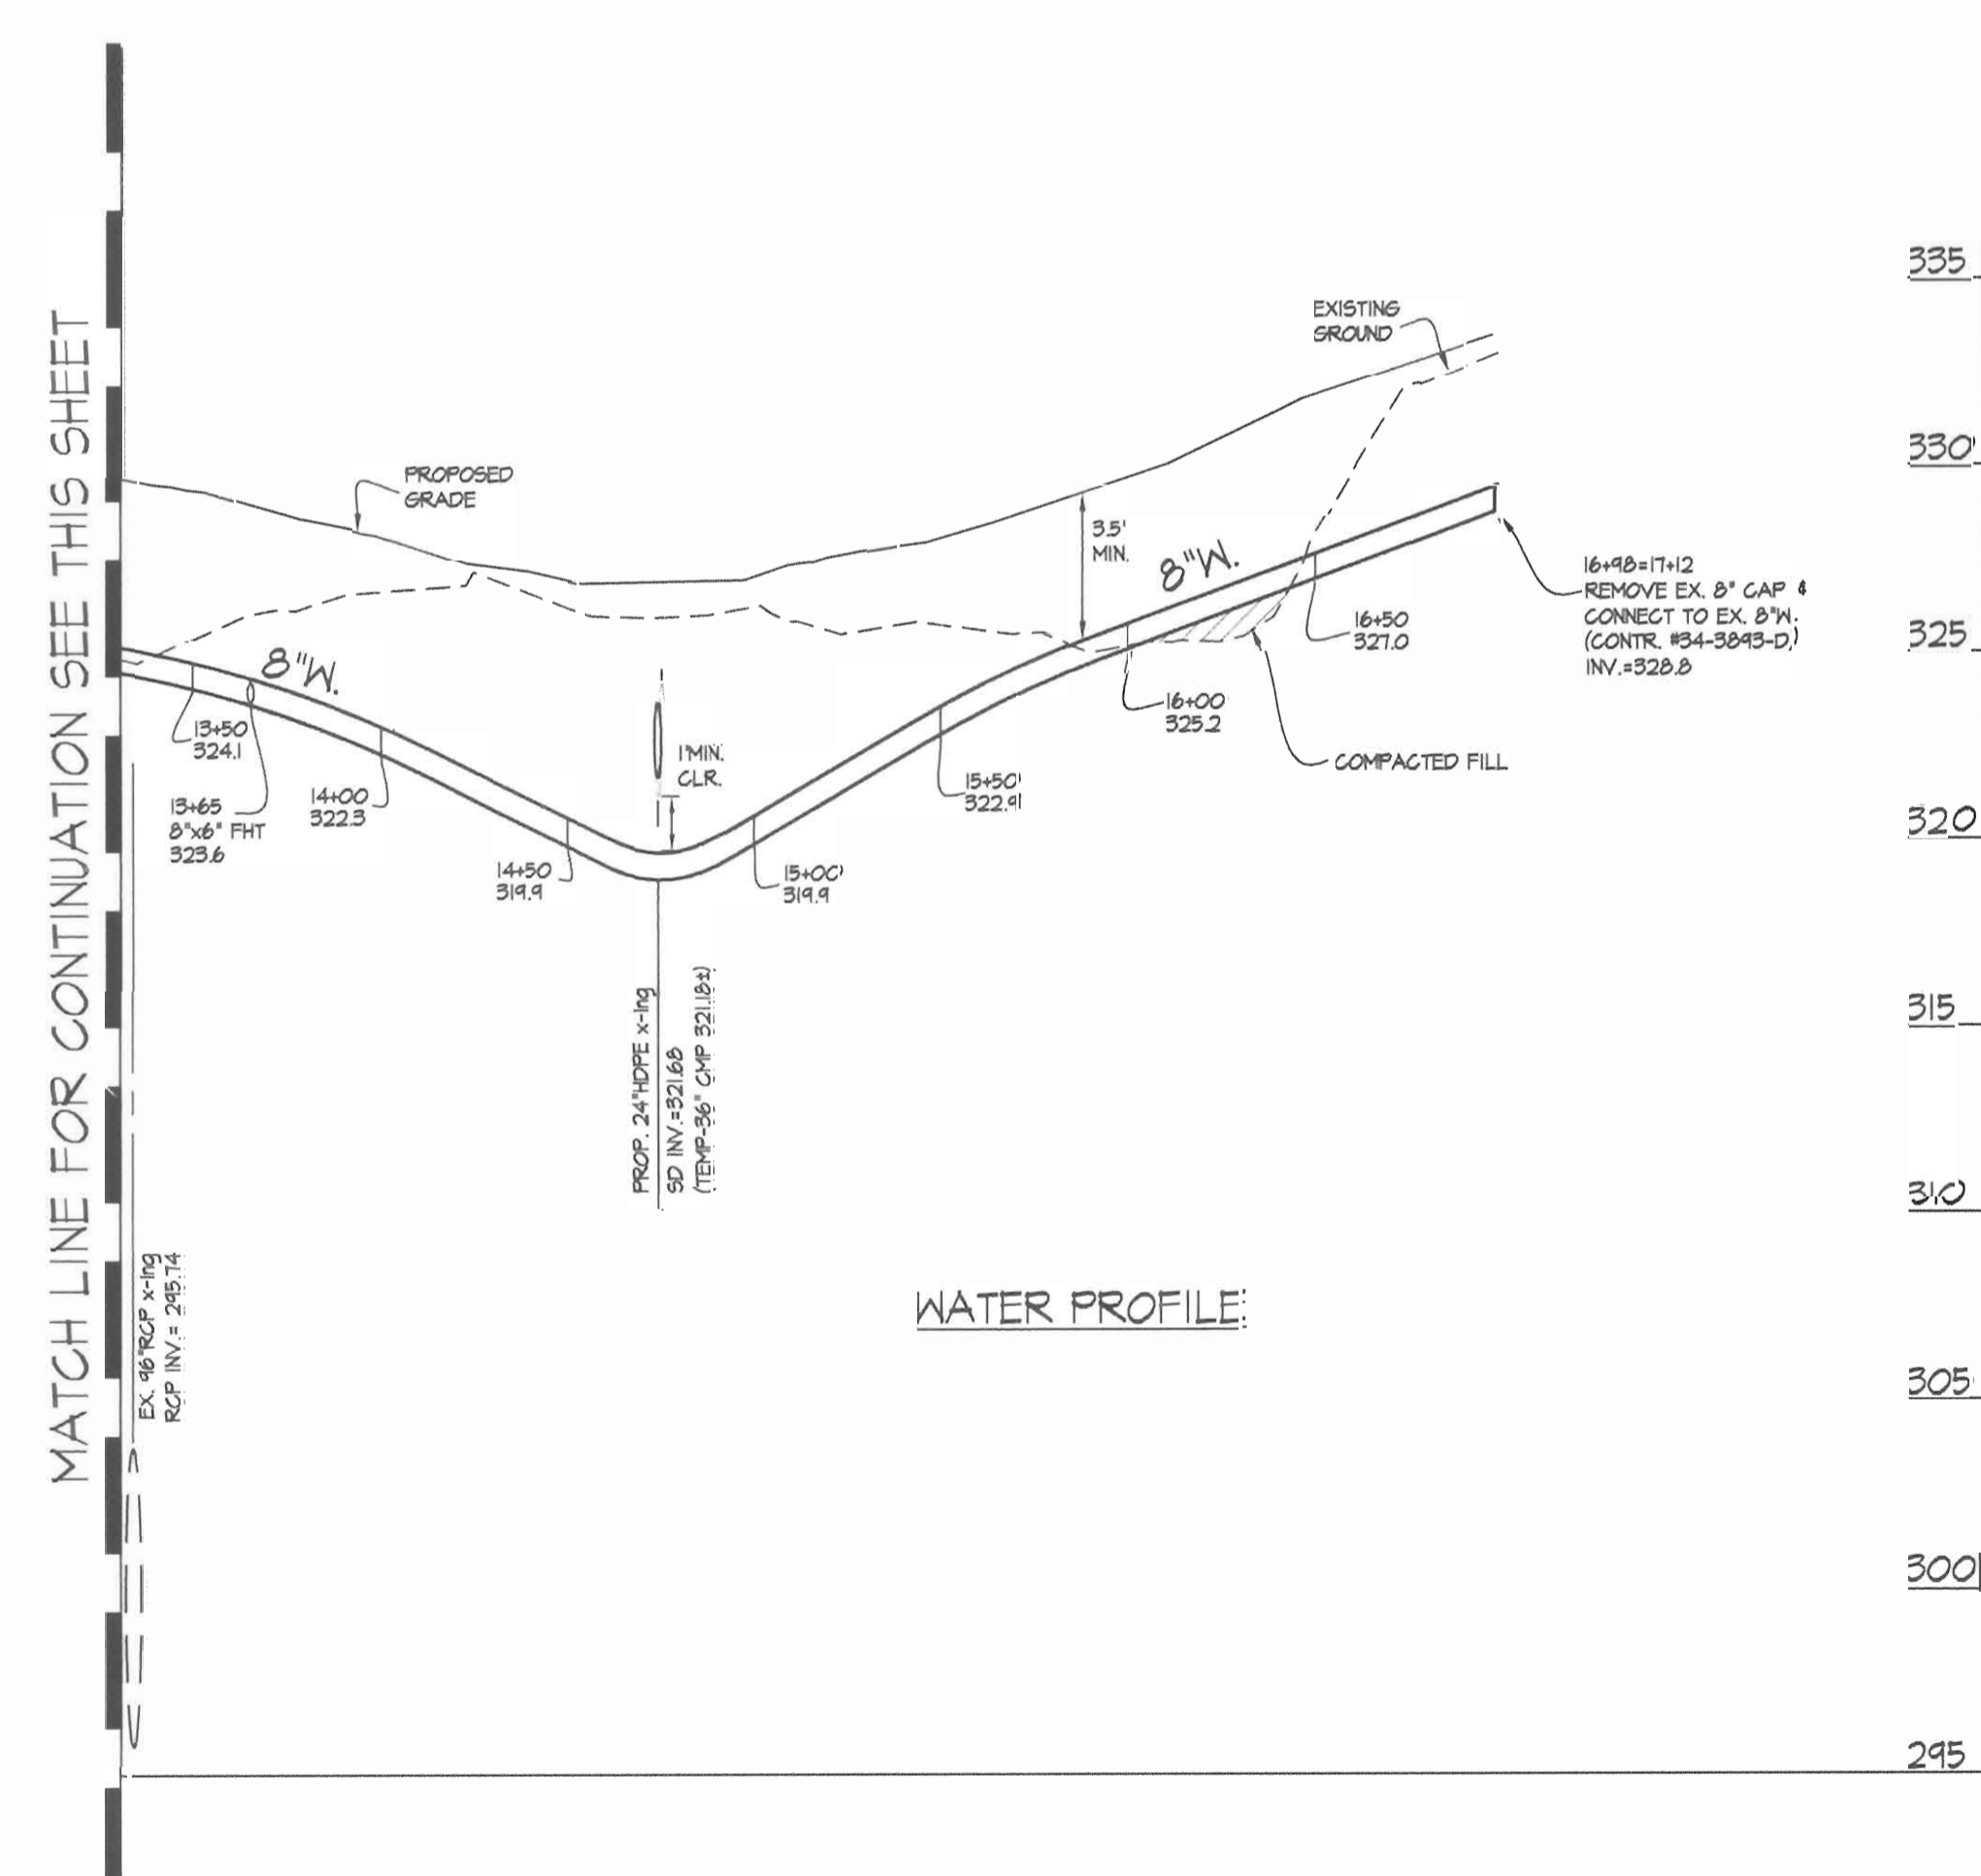 MATCH LINE FOR CONTINUATION SEE THIS SHEET
PROPOSED
GRADE
EXISTING
GROUND
335
330
325
320
315
310
305
300
295
8"W.
13+50
324.1
13+65
8"x6" FHT
323.6
14+00
322.3
14+50
319.9
1'MIN.
CLR.
15+00
319.9
15+50
322.9
3.5'
MIN.
8"W.
16+00
325.2
16+50
327.0
COMPACTED FILL
16+98=17+12
REMOVE EX. 8" CAP &
CONNECT TO EX. 8"W.
(CONTR. #34-3893-D)
INV.=328.8
PROP. 24"HDPE x-ing
SD INV.=321.68
(TEMP-36" CMP 321.18±)
EX. 96"RCP x-ing
RCP INV.= 295.74
WATER PROFILE: